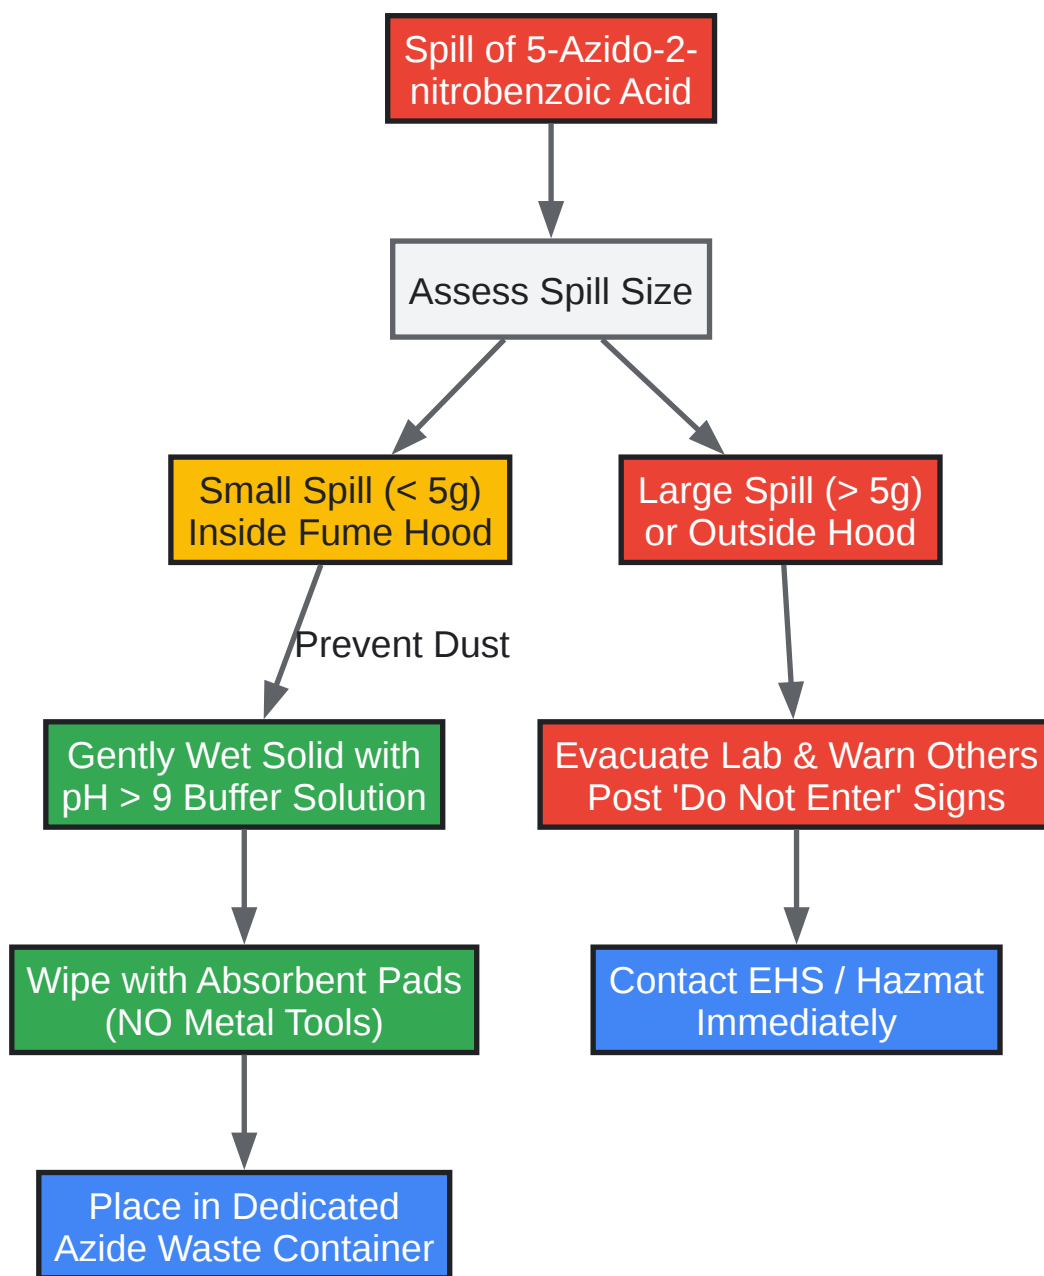 Spill of 5-Azido-2-
nitrobenzoic Acid
Assess Spill Size
Small Spill (< 5g)
Inside Fume Hood
Large Spill (> 5g)
or Outside Hood
Prevent Dust
Gently Wet Solid with
pH > 9 Buffer Solution
Evacuate Lab & Warn Others
Post 'Do Not Enter' Signs
Wipe with Absorbent Pads
(NO Metal Tools)
Contact EHS / Hazmat
Immediately
Place in Dedicated
Azide Waste Container